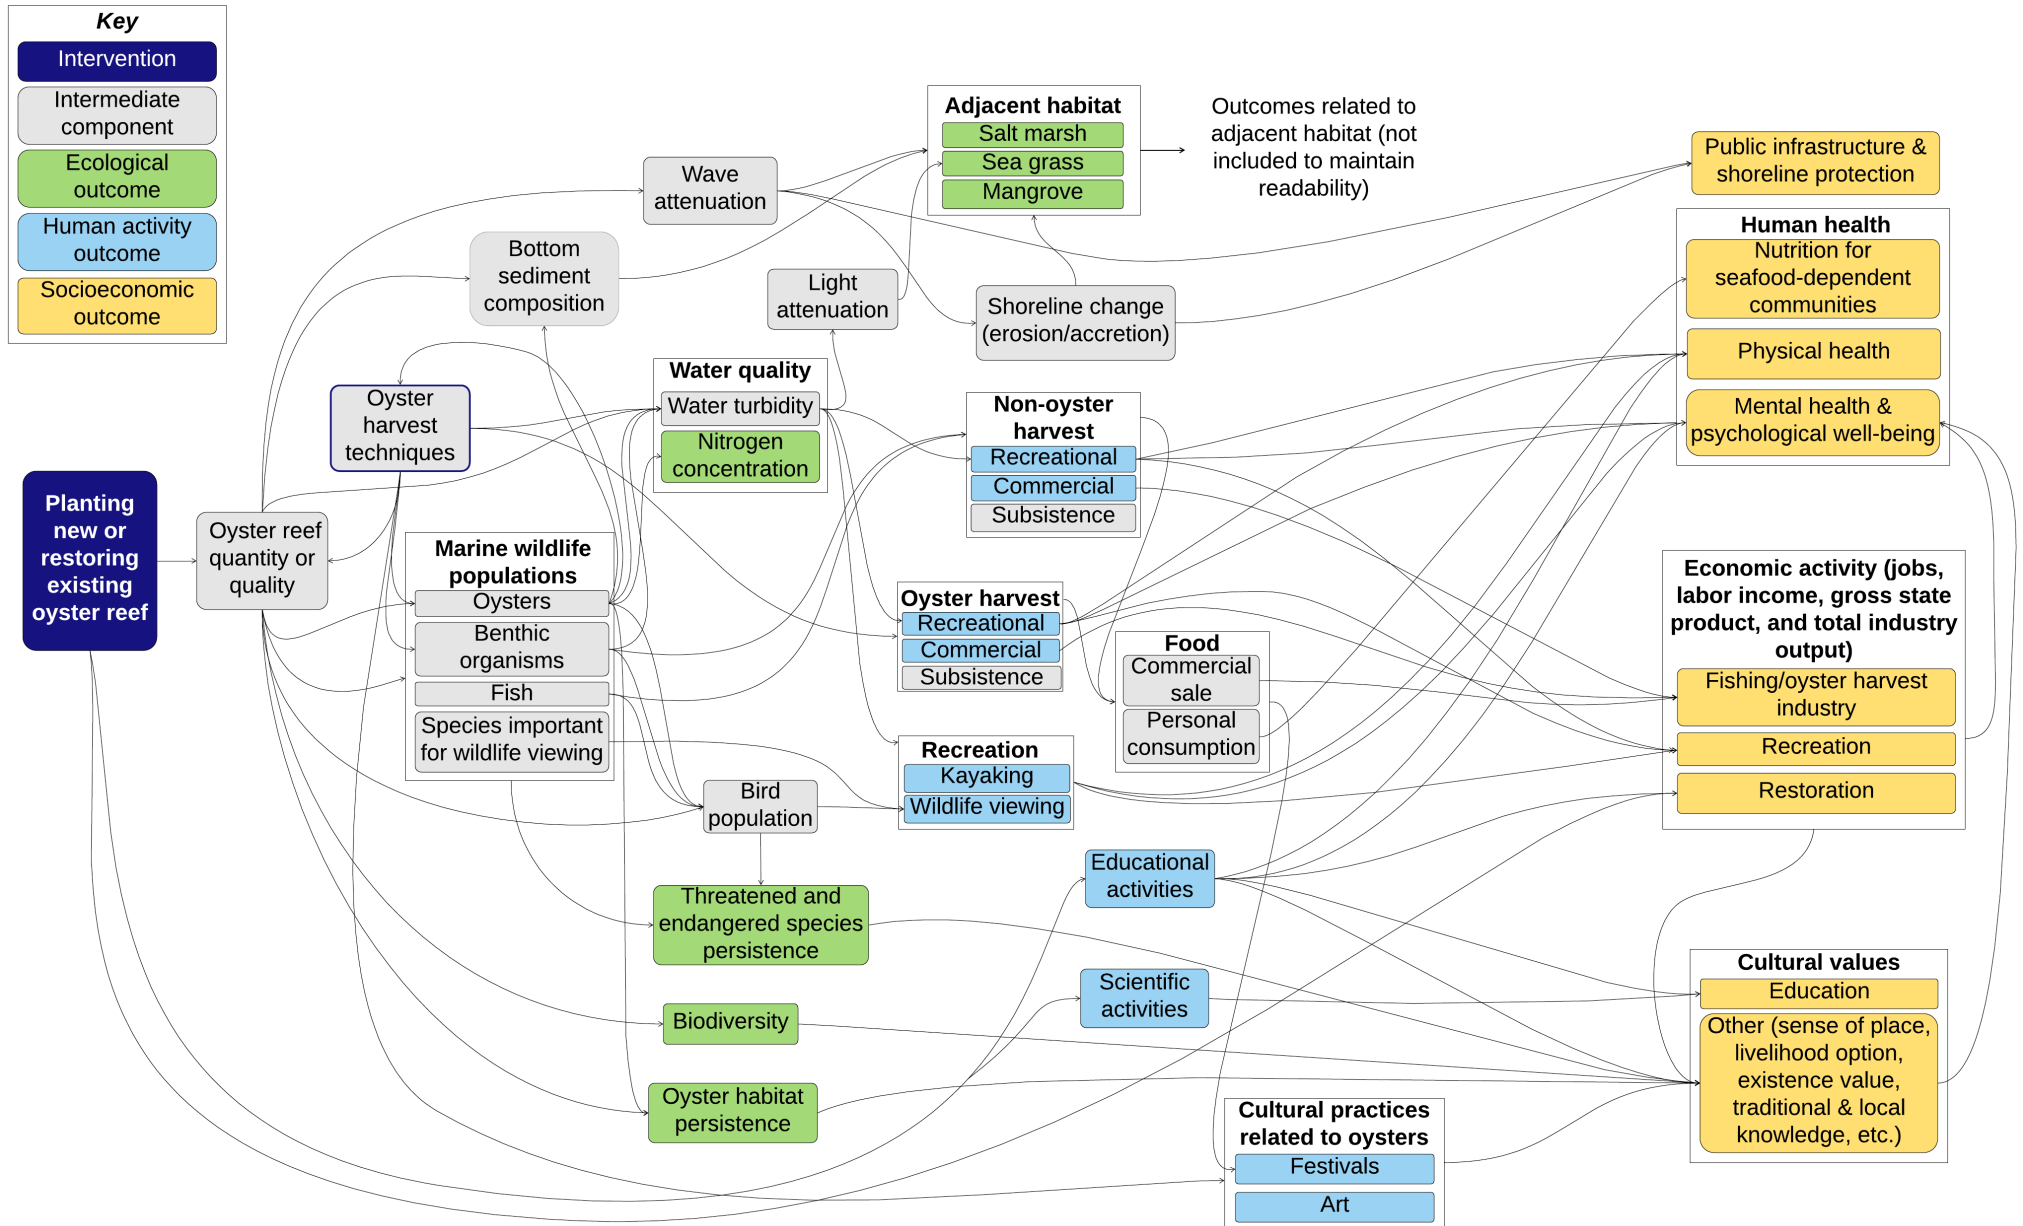 Key
Intervention
Intermediate
component
Ecological
outcome
Human activity
outcome
Socioeconomic
outcome
Planting
new or
restoring
existing
oyster reef
Oyster reef
quantity or
quality
Oyster
harvest
techniques
Bottom
sediment
composition
Wave
attenuation
Light
attenuation
Water quality
Water turbidity
Nitrogen
concentration
Marine wildlife
populations
Oysters
Benthic
organisms
Fish
Species important
for wildlife viewing
Bird
population
Threatened and
endangered species
persistence
Biodiversity
Oyster habitat
persistence
Adjacent habitat
Salt marsh
Sea grass
Mangrove
Outcomes related to
adjacent habitat (not
included to maintain
readability)
Shoreline change
(erosion/accretion)
Non-oyster
harvest
Recreational
Commercial
Subsistence
Oyster harvest
Recreational
Commercial
Subsistence
Food
Commercial
sale
Personal
consumption
Recreation
Kayaking
Wildlife viewing
Educational
activities
Scientific
activities
Cultural practices
related to oysters
Festivals
Art
Public infrastructure &
shoreline protection
Human health
Nutrition for
seafood-dependent
communities
Physical health
Mental health &
psychological well-being
Economic activity (jobs,
labor income, gross state
product, and total industry
output)
Fishing/oyster harvest
industry
Recreation
Restoration
Cultural values
Education
Other (sense of place,
livelihood option,
existence value,
traditional & local
knowledge, etc.)